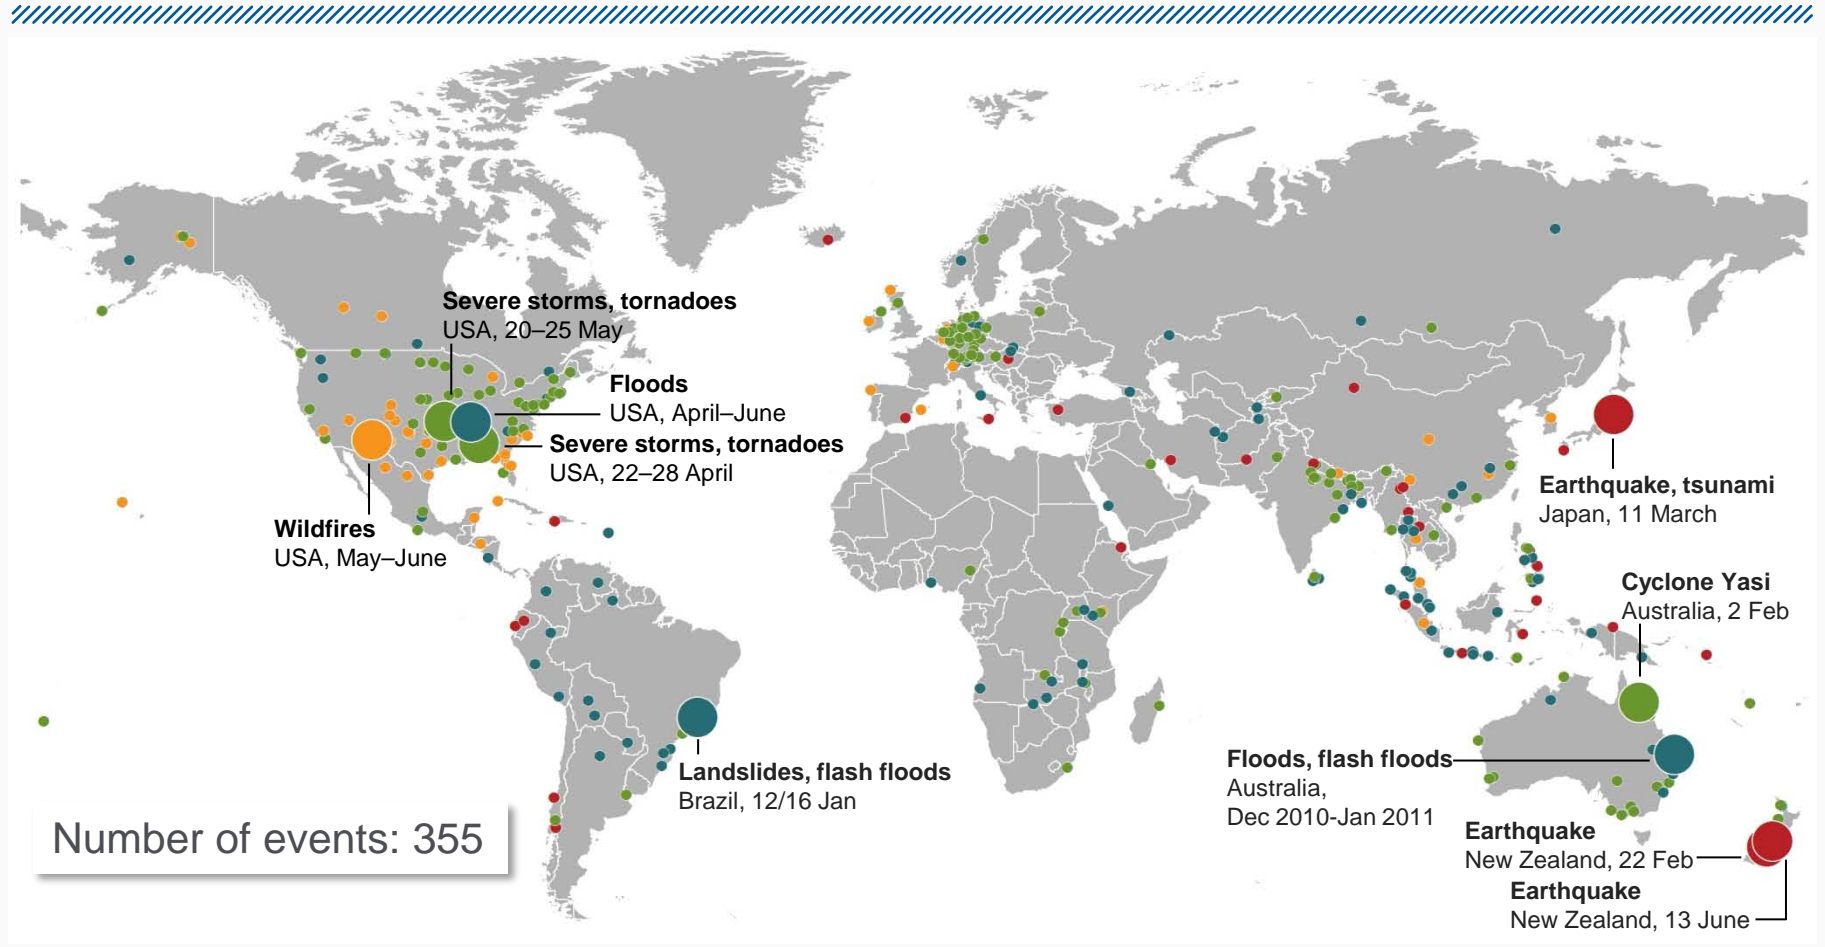 Severe storms, tornadoes
USA, 20–25 May
Floods
USA, April–June
Severe storms, tornadoes
USA, 22–28 April
Wildfires
USA, May–June
Earthquake, tsunami
Japan, 11 March
Cyclone Yasi
Australia, 2 Feb
Landslides, flash floods
Brazil, 12/16 Jan
Floods, flash floods
Australia,
Dec 2010-Jan 2011
Number of events: 355
Earthquake
New Zealand, 22 Feb
Earthquake
New Zealand, 13 June